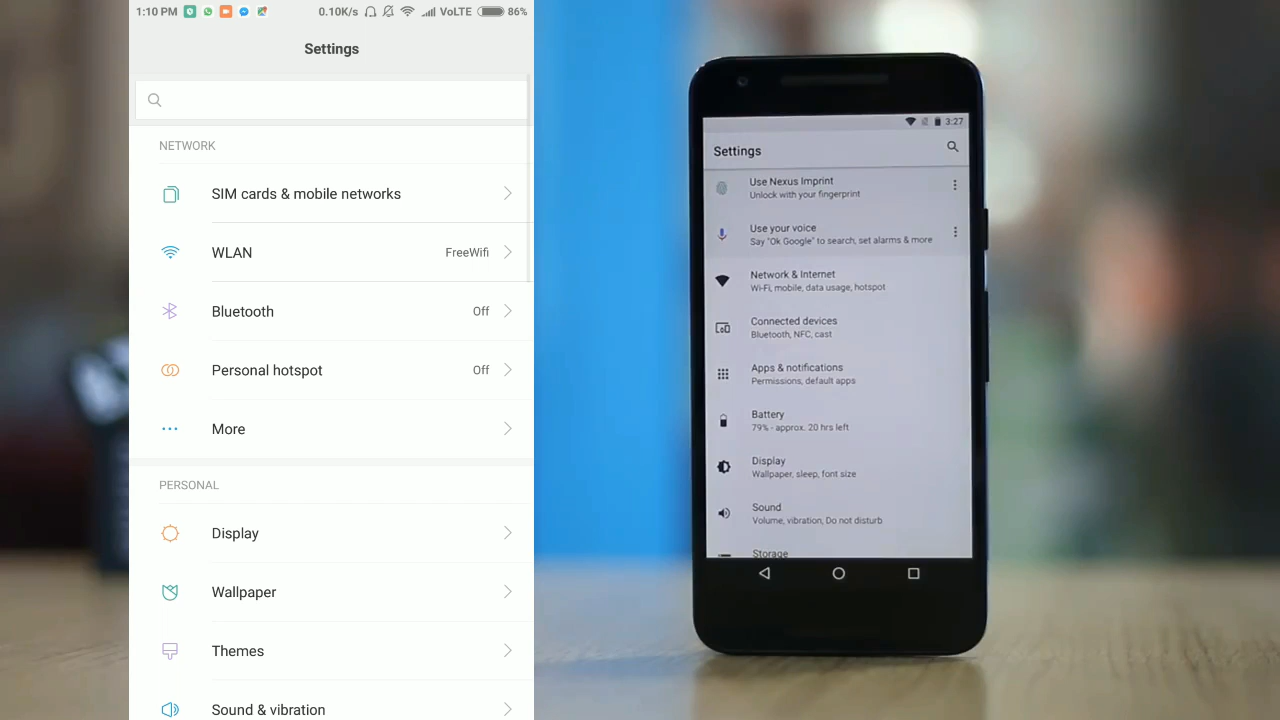 1:10 PM
0.10K/s
VoLTE
86%
Settings
NETWORK
SIM cards & mobile networks
WLAN
FreeWifi
Bluetooth
Off
Personal hotspot
Off
More
PERSONAL
Display
Wallpaper
Themes
Sound & vibration
3:27
Settings
Use Nexus Imprint
Unlock with your fingerprint
Use your voice
Say "Ok Google" to search, set alarms & more
Network & Internet
Wi-Fi, mobile, data usage, hotspot
Connected devices
Bluetooth, NFC, cast
Apps & notifications
Permissions, default apps
Battery
79% - approx. 20 hrs left
Display
Wallpaper, sleep, font size
Sound
Volume, vibration, Do not disturb
Storage